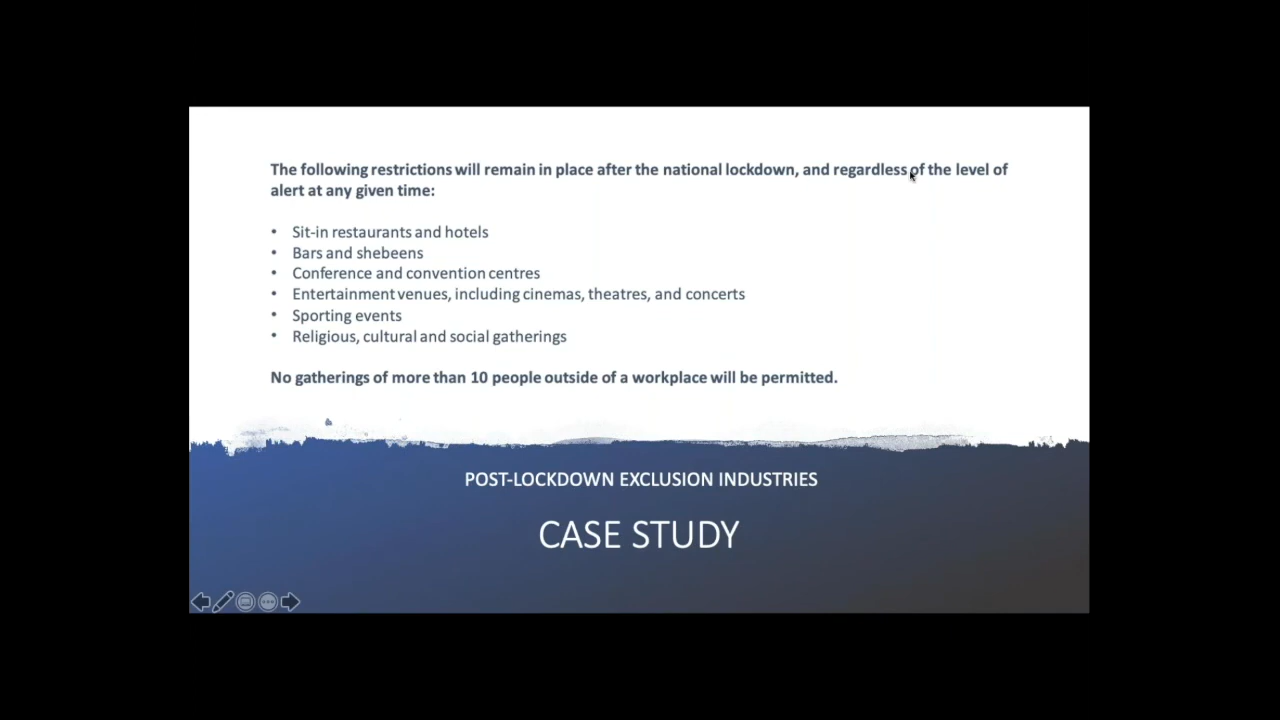 The following restrictions will remain in place after the national lockdown, and regardless of the level of
alert at any given time:
• Sit-in restaurants and hotels
• Bars and shebeens
• Conference and convention centres
• Entertainment venues, including cinemas, theatres, and concerts
• Sporting events
• Religious, cultural and social gatherings
No gatherings of more than 10 people outside of a workplace will be permitted.
POST-LOCKDOWN EXCLUSION INDUSTRIES
CASE STUDY